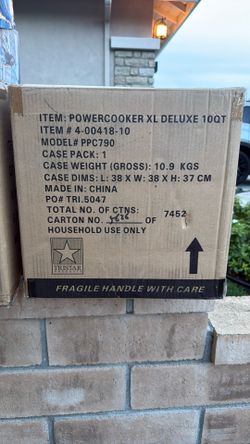 ITEM: POWERCOOKER XL DELUXE 10QT
ITEM # 4-00418-10
MODEL# PPC790
CASE PACK: 1
CASE WEIGHT (GROSS): 10.9 KGS
CASE DIMS: L: 38 X W: 38 X H: 37 CM
MADE IN: CHINA
PO# TRI.5047
TOTAL NO. OF CTNS:
CARTON NO. OF 7452
HOUSEHOLD USE ONLY
TRISTAR
FRAGILE HANDLE WITH CARE